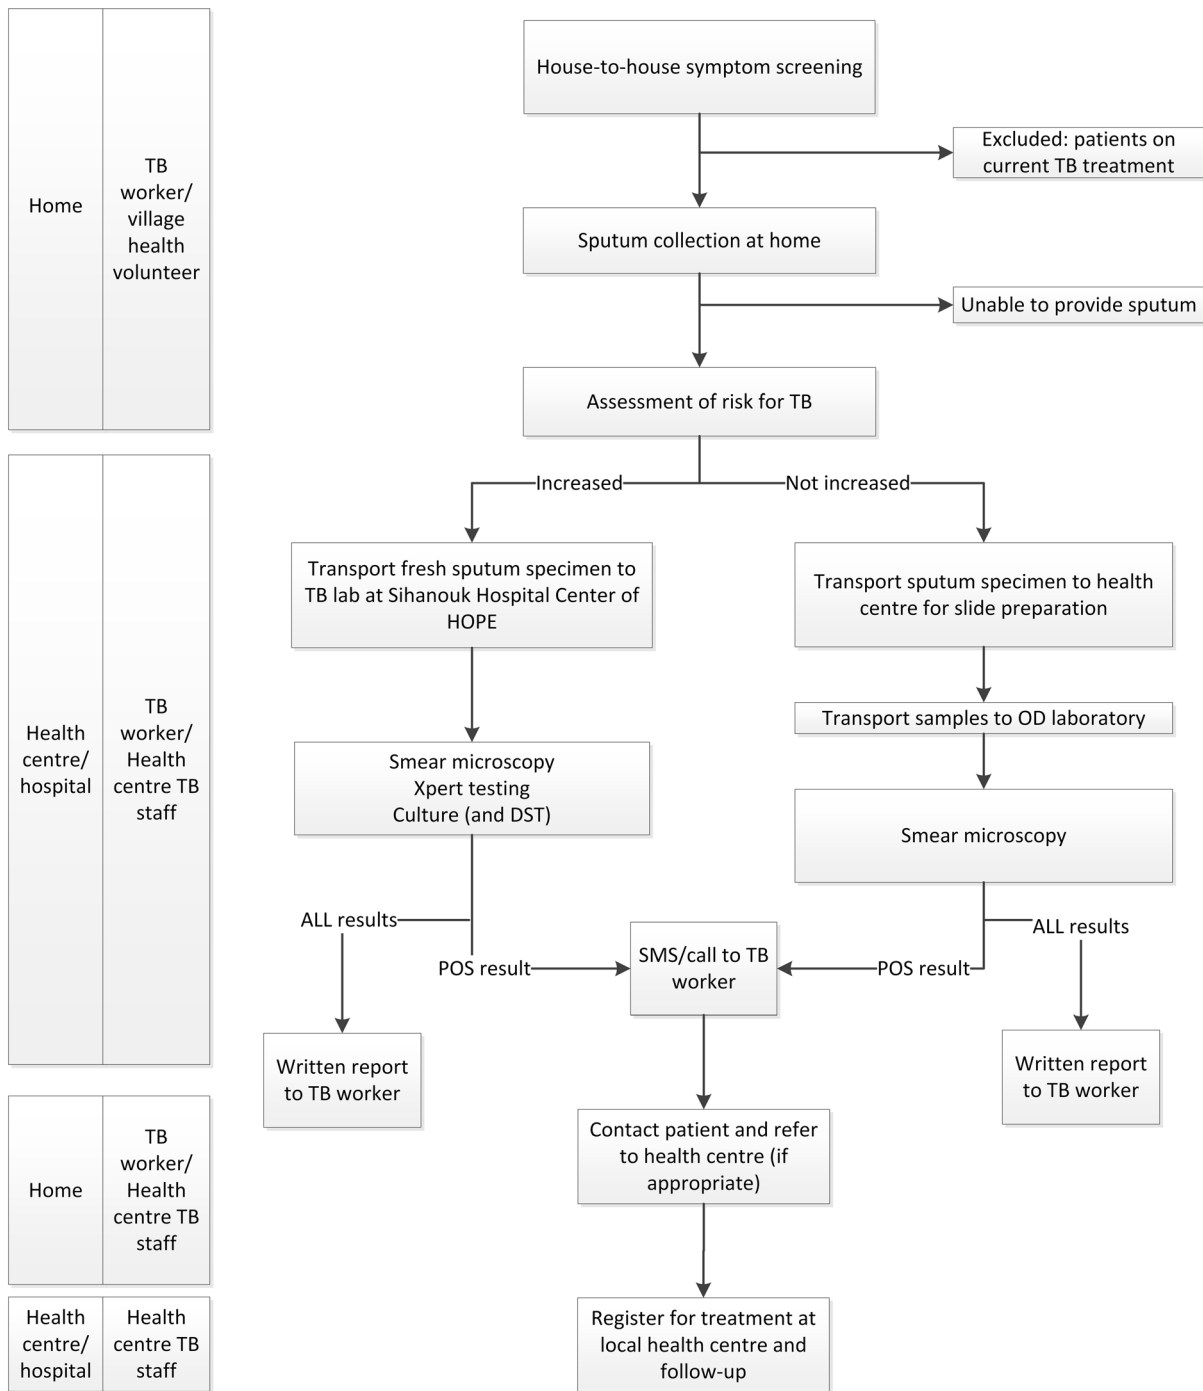 House-to-house symptom screening
Excluded: patients on
current TB treatment
Home
TB
worker/
village
health
volunteer
Sputum collection at home
Unable to provide sputum
Assessment of risk for TB
Increased
Not increased
Health
centre/
hospital
TB
worker/
Health
centre TB
staff
Transport fresh sputum specimen to
TB lab at Sihanouk Hospital Center of
HOPE
Transport sputum specimen to health
centre for slide preparation
Transport samples to OD laboratory
Smear microscopy
Xpert testing
Culture (and DST)
Smear microscopy
ALL results
POS result
SMS/call to TB
worker
POS result
ALL results
Written report
to TB worker
Written report
to TB worker
Home
TB
worker/
Health
centre TB
staff
Contact patient and refer
to health centre (if
appropriate)
Health
centre/
hospital
Health
centre TB
staff
Register for treatment at
local health centre and
follow-up